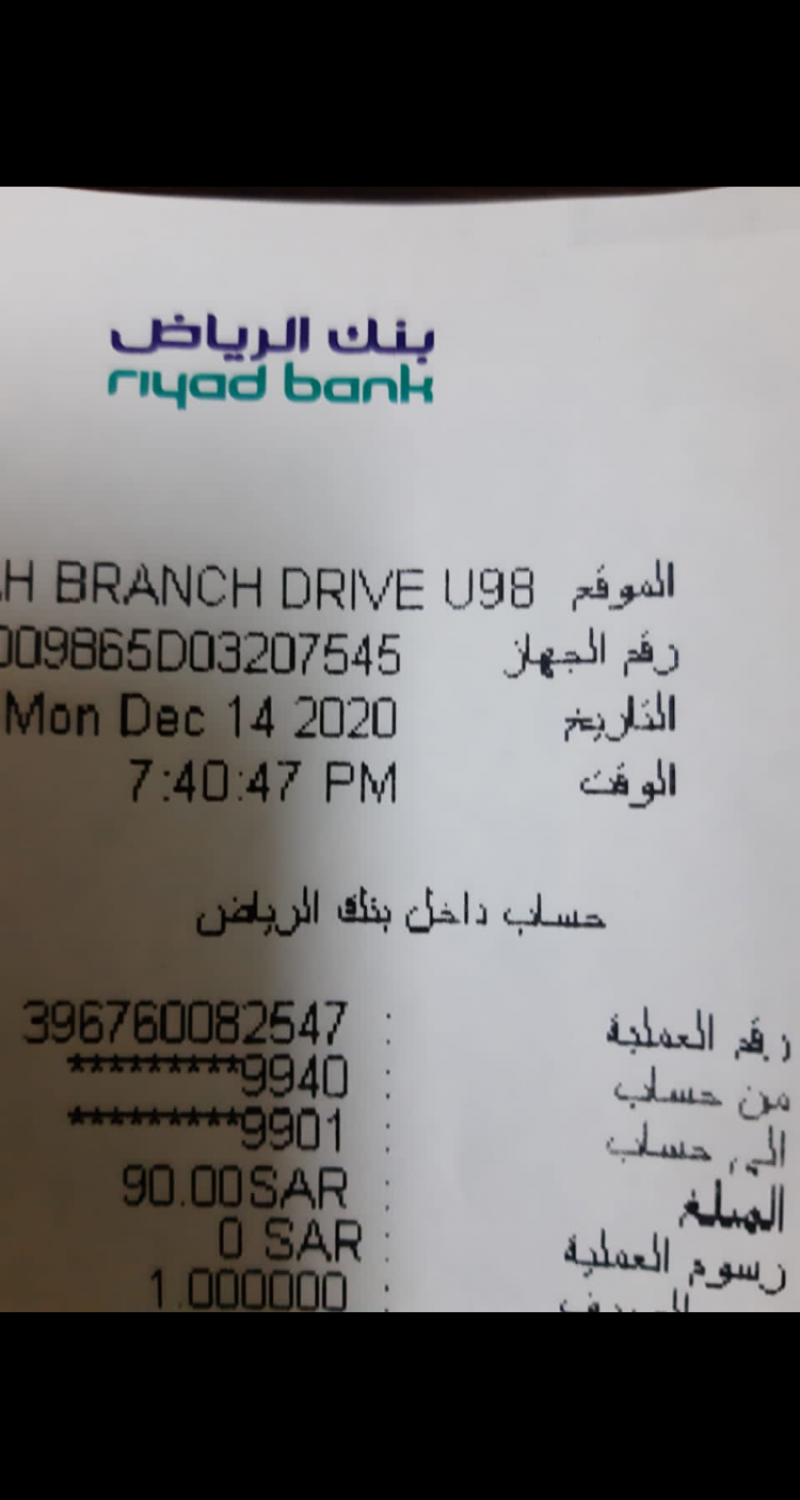 بنك الرياض
riyad bank
الموقع H BRANCH DRIVE U98
رقم الجهاز 009865D03207545
التاريخ Mon Dec 14 2020
الوقت 7:40:47 PM
حساب داخل بنك الرياض
رقم العملية : 396760082547
من حساب : *********9940
الى حساب : *********9901
المبلغ : 90.00SAR
رسوم العملية : 0 SAR
: 1.000000